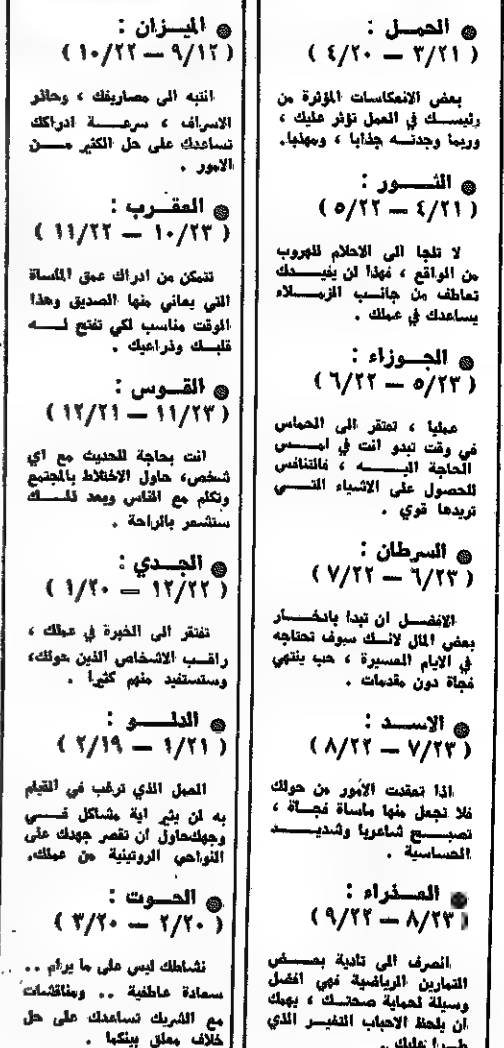 الحمل :
( ٣/٢١ — ٤/٢٠ )
بعض الانعكاسات المؤثرة من
رئيسك في العمل تؤثر عليك ،
وربما وجدته جذابا ، ومهذبا.
الثور :
( ٤/٢١ — ٥/٢٢ )
لا تلجا الى الاحلام للهروب
من الواقع ، فهذا لن يفيدك
تعاطف من جانب الزملاء
يساعدك في عملك .
الجوزاء :
( ٥/٢٣ — ٦/٢٢ )
عمليا ، تفتقر الى الحماس
في وقت تبدو انت في امس
الحاجة اليه ، فالتنافس
للحصول على الاشياء التي
تريدها قوي .
السرطان :
( ٦/٢٣ — ٧/٢٢ )
الافضل ان تبدا بادخار
بعض المال لانك سوف تحتاجه
في الايام العسيرة ، حب ينتهي
فجاة دون مقدمات .
الاسد :
( ٧/٢٣ — ٨/٢٢ )
اذا تعقدت الامور من حولك
فلا تجعل منها ماساة فجاة ،
تصبح شاعريا وشديد
الحساسية .
العذراء :
( ٨/٢٣ — ٩/٢٢ )
انصرف الى تادية بعض
التمارين الرياضية فهي افضل
وسيلة لحماية صحتك ، يهمك
ان يلحظ الاحباب التغير الذي
طرا عليك .
الميزان :
( ٩/١٢ — ١٠/٢٢ )
انتبه الى مصاريفك ، وحاذر
الاسراف ، سرعة ادراكك
تساعدك على حل الكثير من
الامور .
العقرب :
( ١٠/٢٣ — ١١/٢٢ )
تتمكن من ادراك عمق الماساة
التي يعاني منها الصديق وهذا
الوقت مناسب لكي تفتح له
قلبك وذراعيك .
القوس :
( ١١/٢٣ — ١٢/٢١ )
انت بحاجة للحديث مع اي
شخص، حاول الاختلاط بالمجتمع
وتكلم مع الناس وبعد ذلك
ستشعر بالراحة .
الجدي :
( ١٢/٢٢ — ١/٢٠ )
تفتقر الى الخبرة في عملك ،
راقب الاشخاص الذين حولك،
وستستفيد منهم كثيرا .
الدلو :
( ١/٢١ — ٢/١٩ )
العمل الذي ترغب في القيام
به لن يثير اية مشاكل في
وجهك حاول ان تقصر جهدك على
النواحي الروتينية من عملك.
الحوت :
( ٢/٢٠ — ٣/٢٠ )
نشاطك ليس على ما يرام ..
سعادة عاطفية .. ومناقشات
مع الشريك تساعدك على حل
خلاف معلق بينكما .